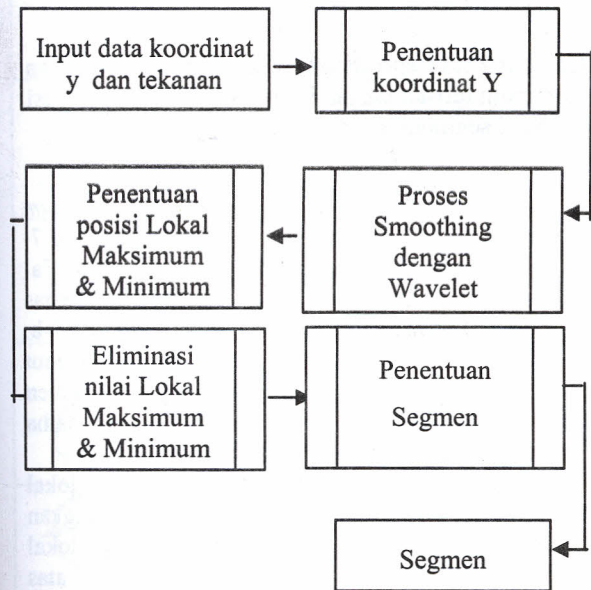 Input data koordinat
y dan tekanan
Penentuan
koordinat Y
Proses
Smoothing
dengan
Wavelet
Penentuan
posisi Lokal
Maksimum
& Minimum
Eliminasi
nilai Lokal
Maksimum
& Minimum
Penentuan
Segmen
Segmen